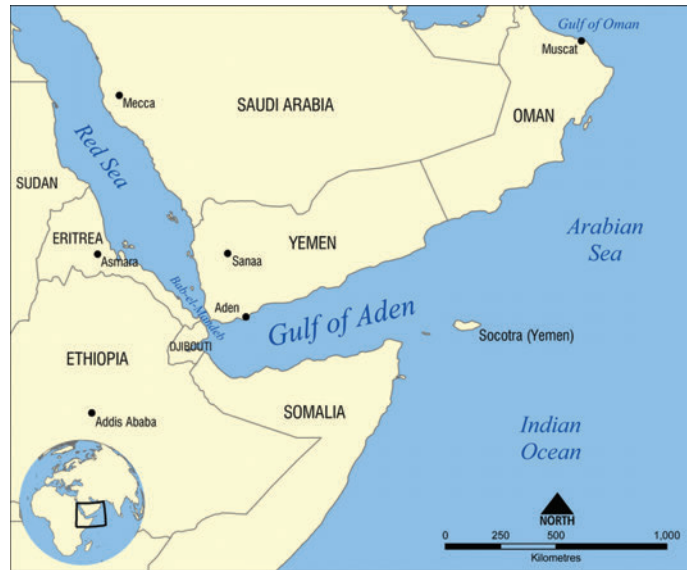 Gulf of Oman
Muscat
Mecca
SAUDI ARABIA
OMAN
Red Sea
SUDAN
Arabian
Sea
ERITREA
YEMEN
Asmara
Sanaa
Bab-el-Mandeb
Aden
Gulf of Aden
DJIBOUTI
Socotra (Yemen)
ETHIOPIA
SOMALIA
Addis Ababa
Indian
Ocean
NORTH
0 250 500 1,000
Kilometres